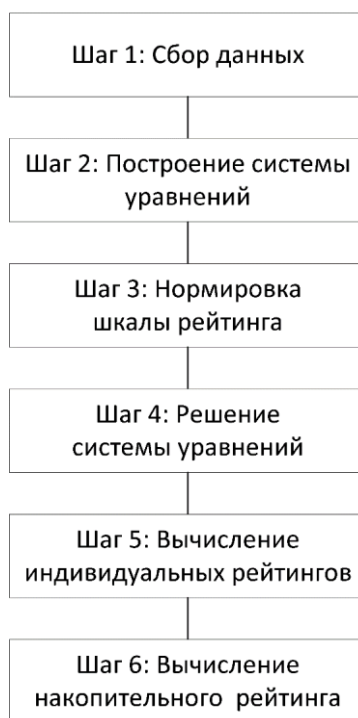 Шаг 1: Сбор данных
Шаг 2: Построение системы
уравнений
Шаг 3: Нормировка
шкалы рейтинга
Шаг 4: Решение
системы уравнений
Шаг 5: Вычисление
индивидуальных рейтингов
Шаг 6: Вычисление
накопительного рейтинга